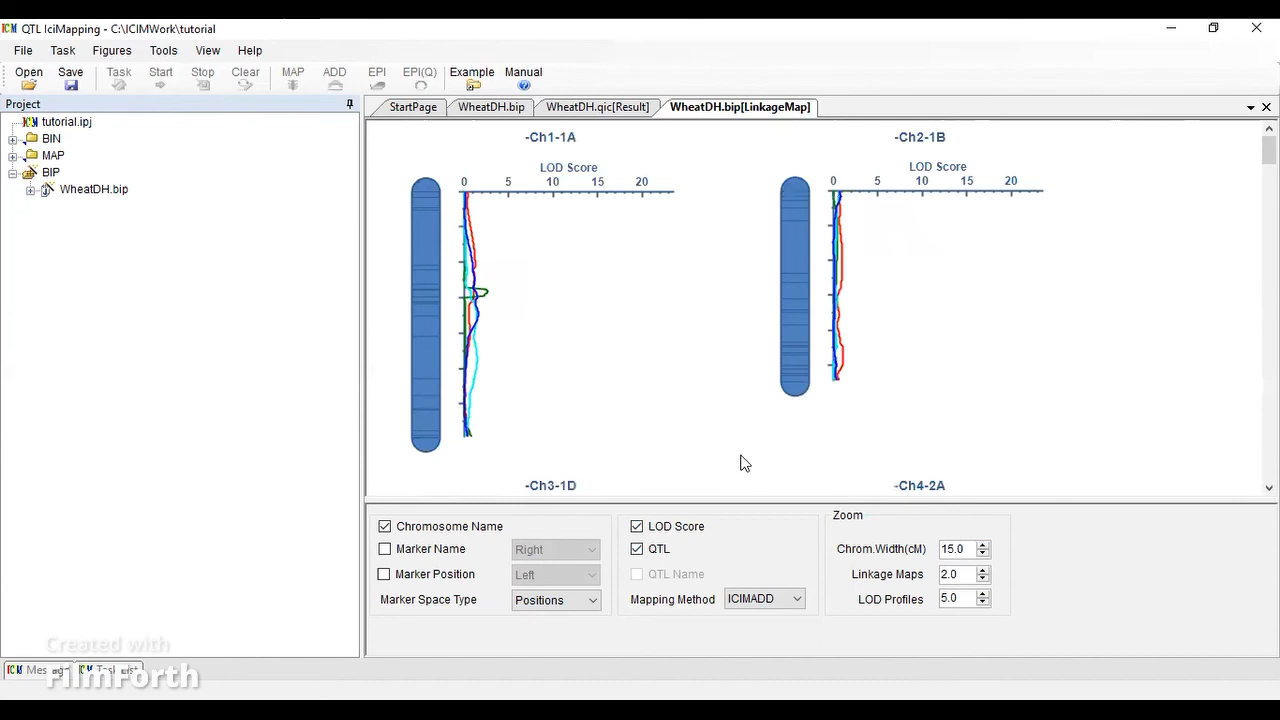 QTL IciMapping - C:\ICIMWork\tutorial
File Task Figures Tools View Help
Open Save Task Start Stop Clear MAP ADD EPI EPI(Q) Example Manual
Project
StartPage WheatDH.bip WheatDH.qic[Result] WheatDH.bip[LinkageMap]
tutorial.ipj
BIN
MAP
BIP
WheatDH.bip
-Ch1-1A -Ch2-1B
LOD Score LOD Score
0 5 10 15 20 0 5 10 15 20
-Ch3-1D -Ch4-2A
Chromosome Name
Marker Name Right
Marker Position Left
Marker Space Type Positions
LOD Score
QTL
QTL Name
Mapping Method ICIMADD
Zoom
Chrom.Width(cM) 15.0
Linkage Maps 2.0
LOD Profiles 5.0
Created with
FilmForth